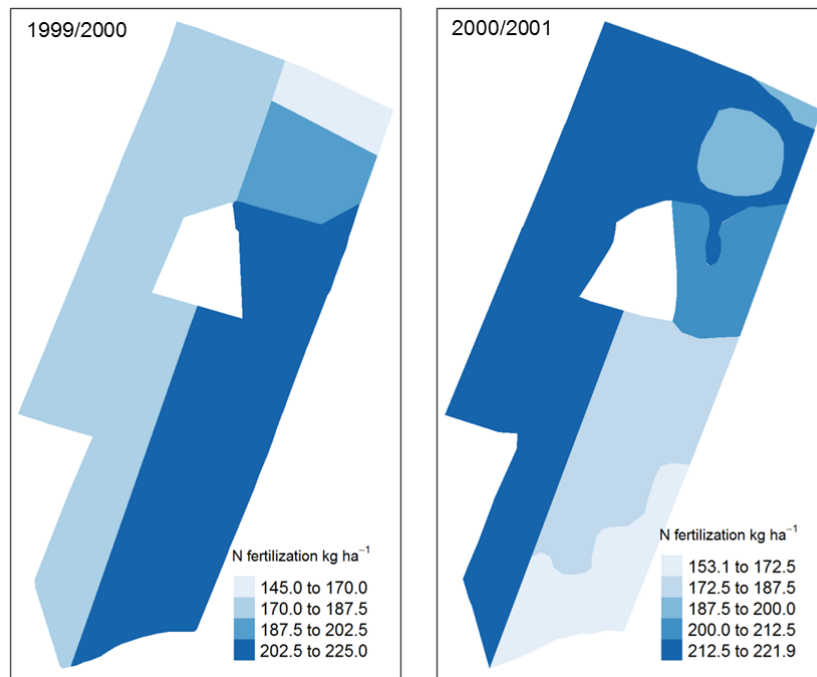 1999/2000
N fertilization kg ha⁻¹
145.0 to 170.0
170.0 to 187.5
187.5 to 202.5
202.5 to 225.0
2000/2001
N fertilization kg ha⁻¹
153.1 to 172.5
172.5 to 187.5
187.5 to 200.0
200.0 to 212.5
212.5 to 221.9